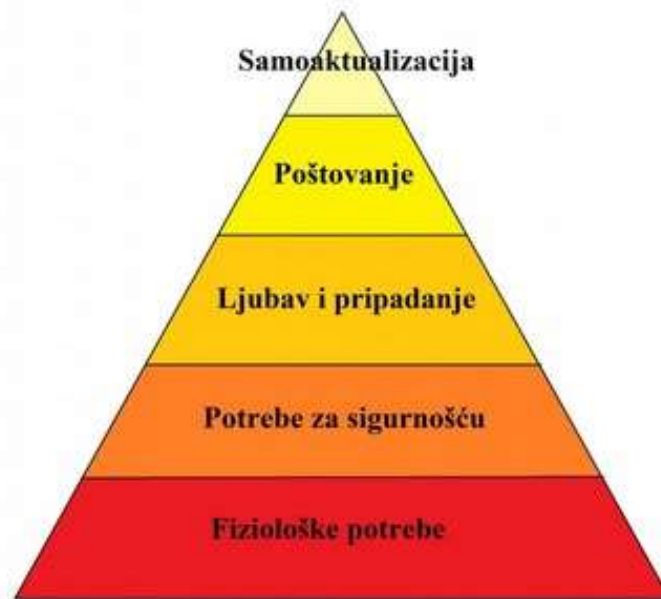 Samoaktualizacija
Poštovanje
Ljubav i pripadanje
Potrebe za sigurnošću
Fiziološke potrebe